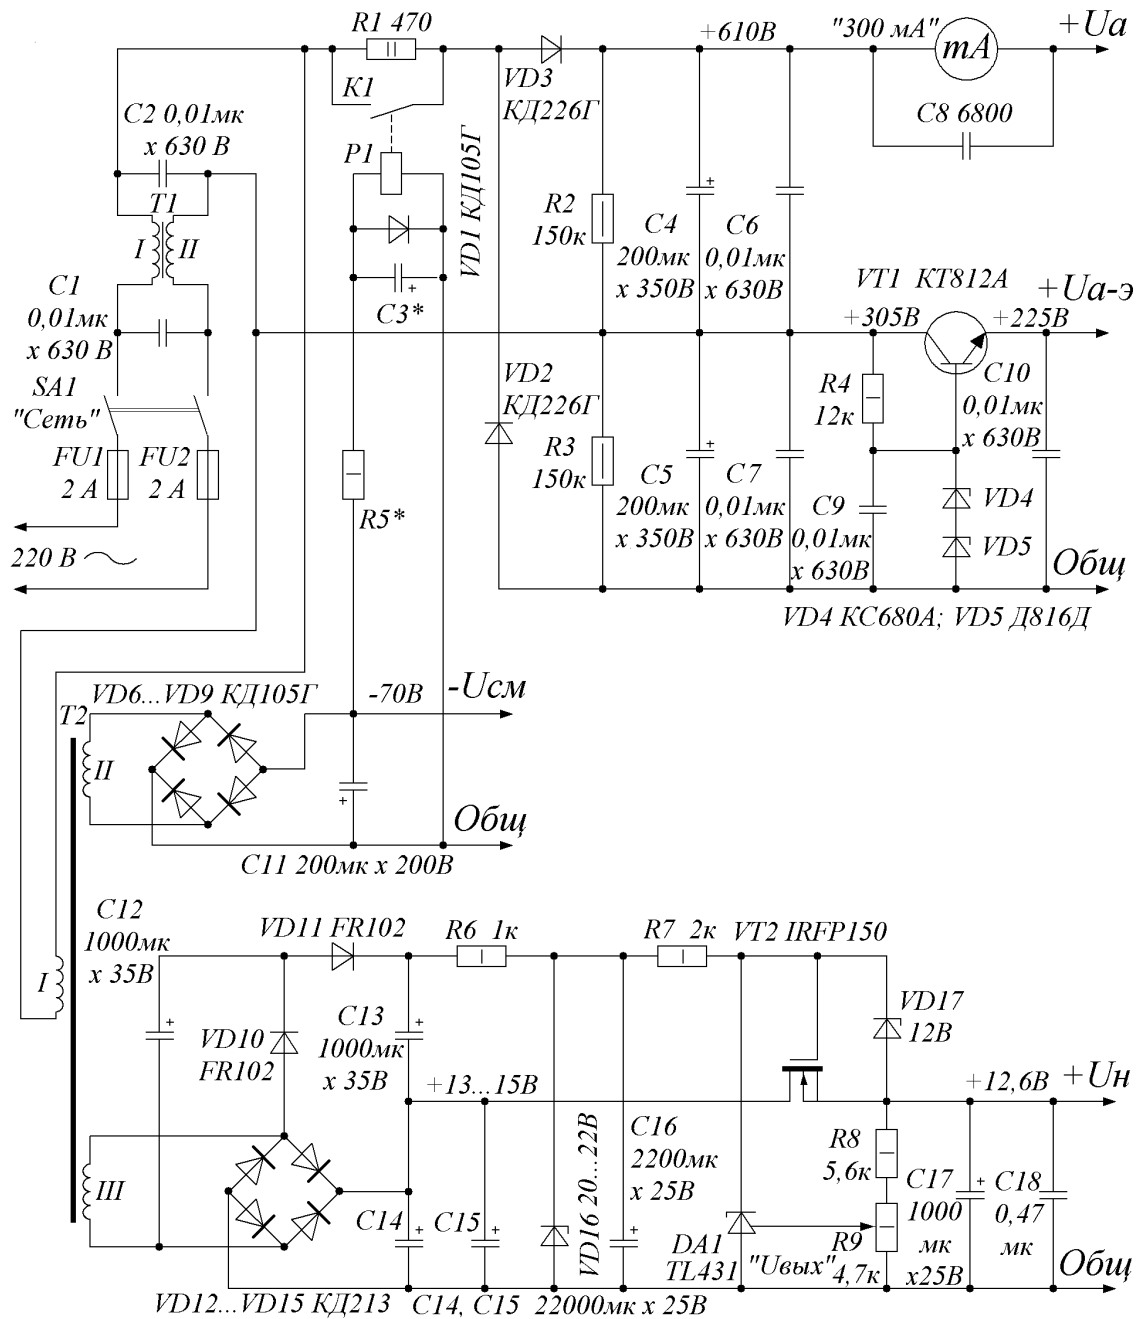 R1 470
+610В
"300 мА"
+Uа
mA
K1
VD3
КД226Г
C2 0,01мк
х 630 В
C8 6800
P1
VD1 КД105Г
T1
I
II
R2
150к
C4
200мк
х 350В
C6
0,01мк
х 630В
C3*
C1
0,01мк
х 630 В
VT1 КТ812А
+305В
+225В
+Uа-э
SA1
"Сеть"
VD2
КД226Г
R4
12к
C10
0,01мк
х 630В
FU1
2 А
FU2
2 А
R3
150к
C5
200мк
х 350В
C7
0,01мк
х 630В
C9
0,01мк
х 630В
VD4
VD5
R5*
220 В
Общ
VD4 КС680А; VD5 Д816Д
VD6...VD9 КД105Г
-70В
-Uсм
T2
II
Общ
C11 200мк х 200В
C12
1000мк
х 35В
VD11 FR102
R6 1к
R7 2к
VT2 IRFP150
I
VD10
FR102
C13
1000мк
х 35В
VD17
12В
+13...15В
+12,6В
+Uн
VD16 20...22В
C16
2200мк
х 25В
R8
5,6к
III
C14
C15
C17
1000
мк
х25В
C18
0,47
мк
DA1
TL431
"Uвых"
R9
4,7к
Общ
VD12...VD15 КД213
C14, C15 22000мк х 25В